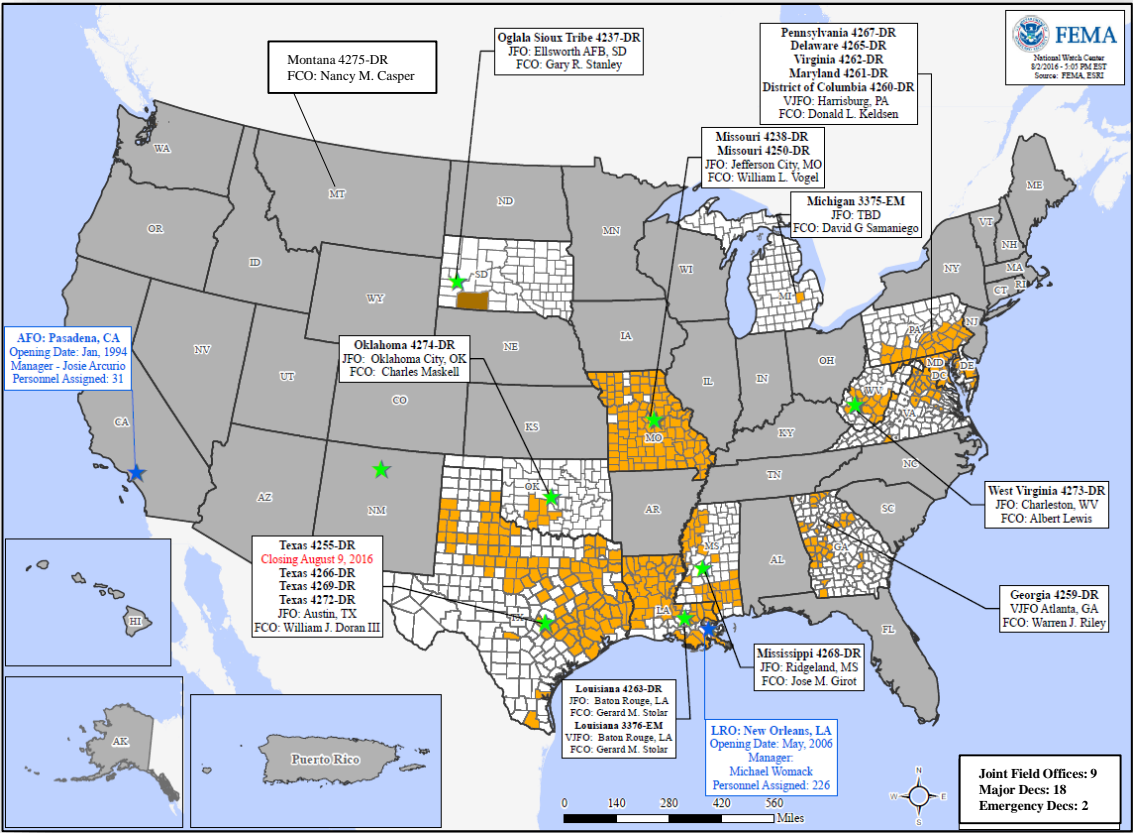 Oglala Sioux Tribe 4237-DR
JFO: Ellsworth AFB, SD
FCO: Gary R. Stanley
Montana 4275-DR
FCO: Nancy M. Casper
Pennsylvania 4267-DR
Delaware 4265-DR
Virginia 4262-DR
Maryland 4261-DR
District of Columbia 4260-DR
VJFO: Harrisburg, PA
FCO: Donald L. Keldsen
FEMA
National Watch Center
8/2/2016 - 5:05 PM EST
Source: FEMA, ESRI
Missouri 4238-DR
Missouri 4250-DR
JFO: Jefferson City, MO
FCO: William L. Vogel
Michigan 3375-EM
JFO: TBD
FCO: David G Samaniego
WA
MT
ND
MN
ME
OR
ID
SD
WI
VT
NH
NY
MA
CT
RI
WY
MI
AFO: Pasadena, CA
Opening Date: Jan, 1994
Manager - Josie Arcurio
Personnel Assigned: 31
Oklahoma 4274-DR
JFO: Oklahoma City, OK
FCO: Charles Maskell
NV
UT
NE
IA
PA
NJ
OH
MD
DE
DC
IL
IN
WV
VA
CA
CO
KS
MO
KY
NC
TN
AZ
NM
OK
AR
SC
MS
AL
GA
West Virginia 4273-DR
JFO: Charleston, WV
FCO: Albert Lewis
Texas 4255-DR
Closing August 9, 2016
Texas 4266-DR
Texas 4269-DR
Texas 4272-DR
JFO: Austin, TX
FCO: William J. Doran III
TX
LA
FL
Georgia 4259-DR
VJFO Atlanta, GA
FCO: Warren J. Riley
HI
Mississippi 4268-DR
JFO: Ridgeland, MS
FCO: Jose M. Girot
Louisiana 4263-DR
JFO: Baton Rouge, LA
FCO: Gerard M. Stolar
Louisiana 3376-EM
VJFO: Baton Rouge, LA
FCO: Gerard M. Stolar
LRO: New Orleans, LA
Opening Date: May, 2006
Manager:
Michael Womack
Personnel Assigned: 226
AK
Puerto Rico
N
W
E
S
0 140 280 420 560
Miles
Joint Field Offices: 9
Major Decs: 18
Emergency Decs: 2